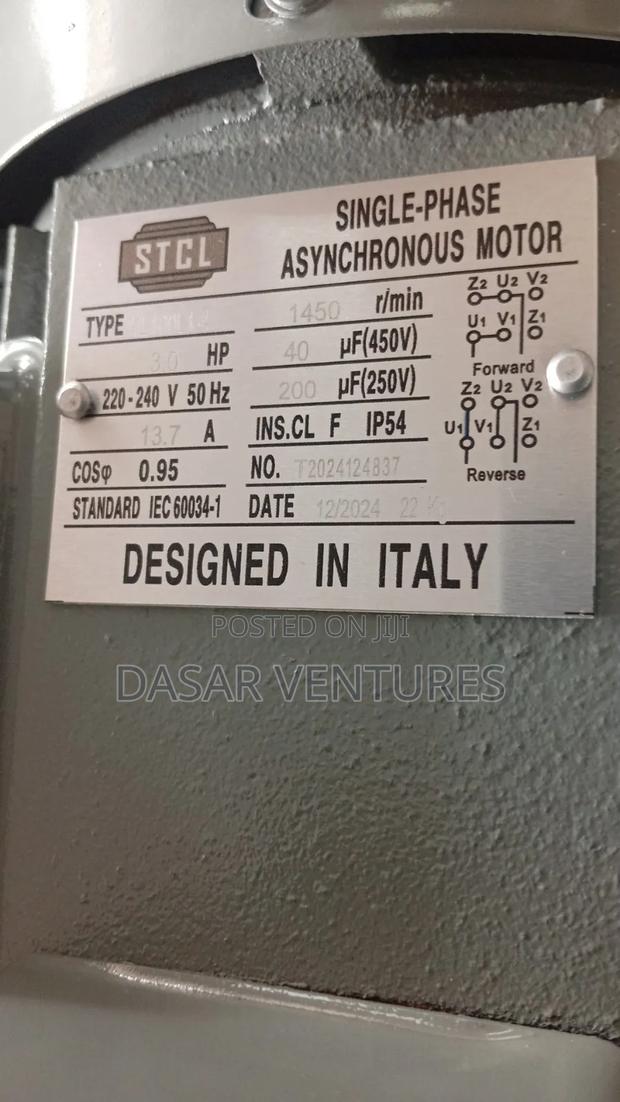 STCL
SINGLE-PHASE
ASYNCHRONOUS MOTOR
TYPE
3.0 HP
220-240 V 50 Hz
13.7 A
COSφ 0.95
STANDARD IEC 60034-1
1450 r/min
40 μF(450V)
200 μF(250V)
INS.CL F IP54
NO. T2024124837
DATE 12/2024 22
Z2 U2 V2
U1 V1 Z1
Forward
Z2 U2 V2
U1 V1 Z1
Reverse
DESIGNED IN ITALY
POSTED ON JIJI
DASAR VENTURES